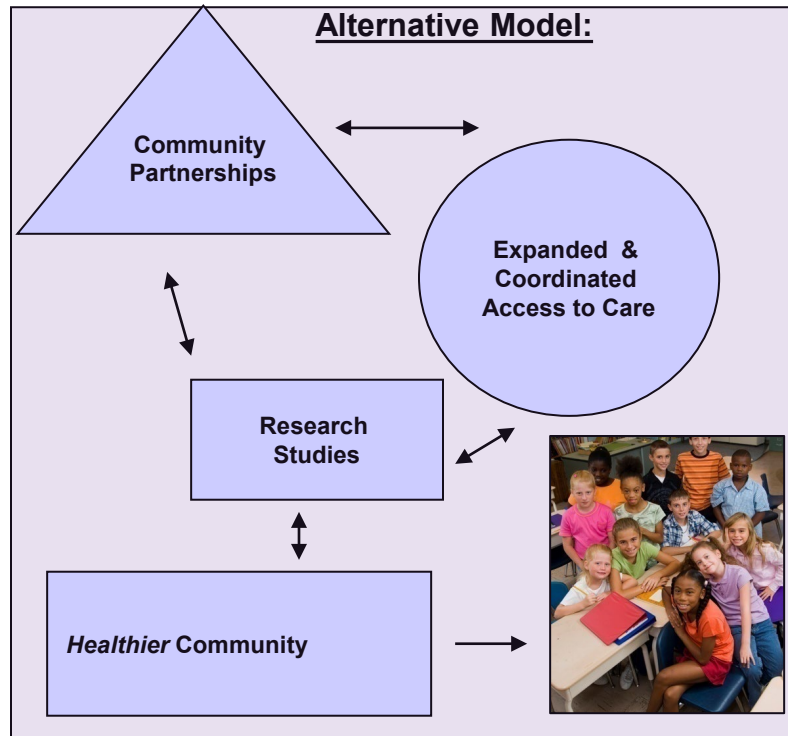 Alternative Model:
Community
Partnerships
Expanded & 
Coordinated
Access to Care
Research
Studies
Healthier Community